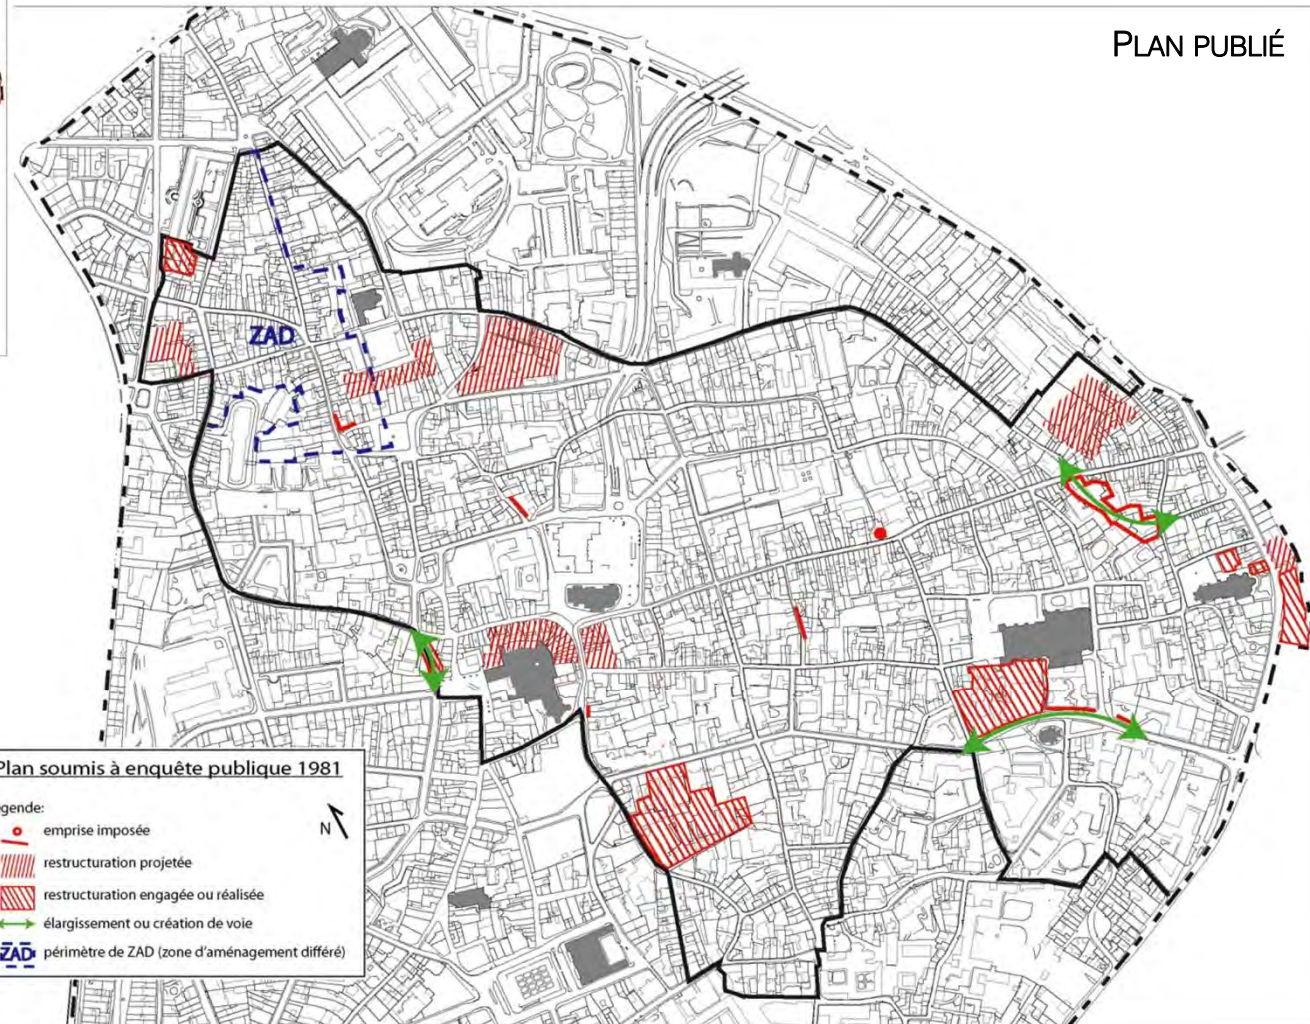 PLAN PUBLIÉ
ZAD
Plan soumis à enquête publique 1981
égende:
N
emprise imposée
restructuration projetée
restructuration engagée ou réalisée
élargissement ou création de voie
ZAD périmètre de ZAD (zone d'aménagement différé)